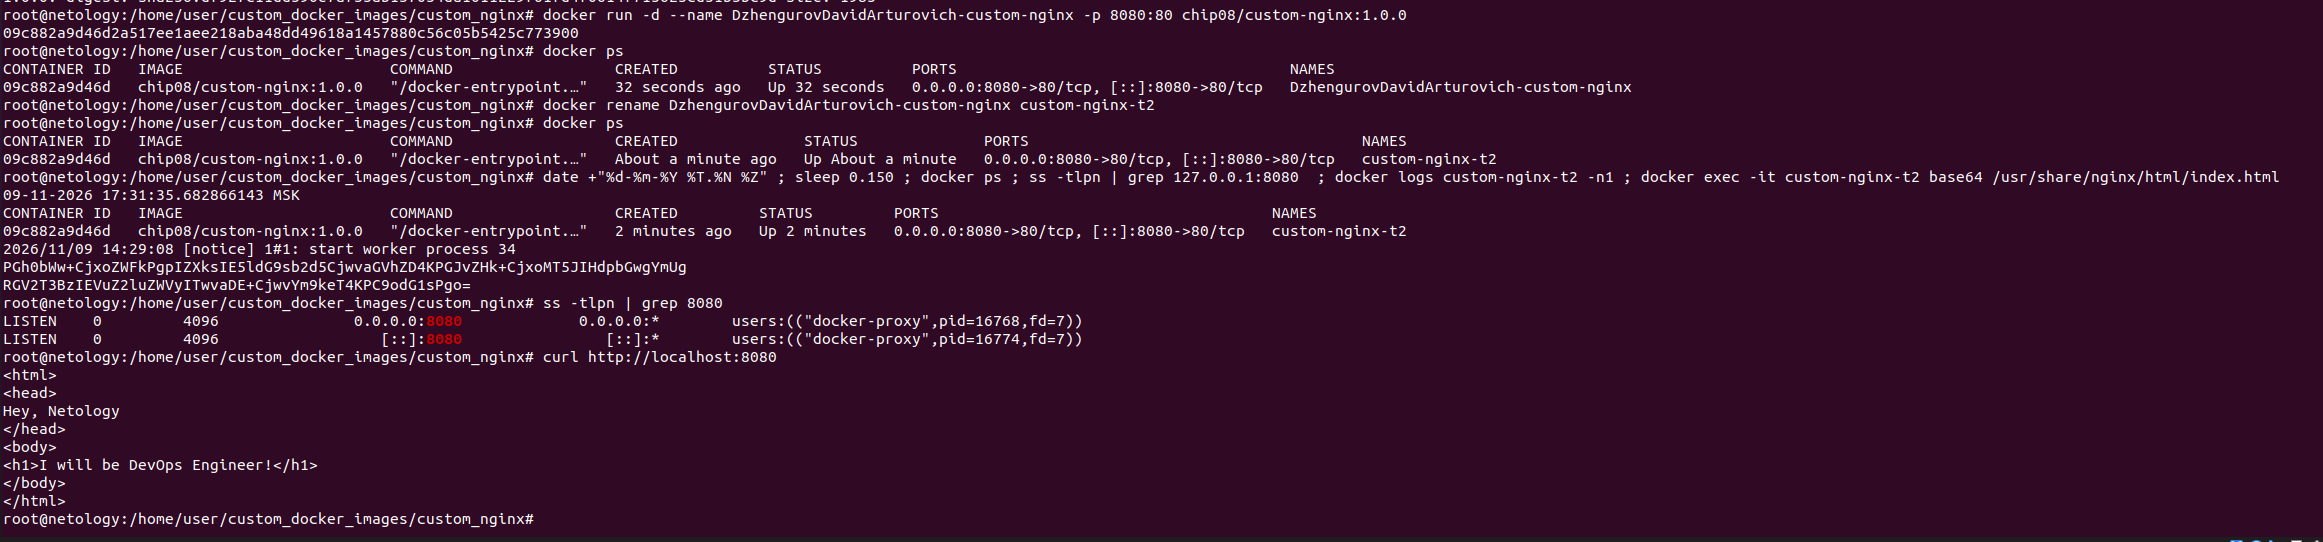 root@netology:/home/user/custom_docker_images/custom_nginx# docker run -d --name DzhengurovDavidArturovich-custom-nginx -p 8080:80 chip08/custom-nginx:1.0.0
09c882a9d46d2a517ee1aee218aba48dd49618a1457880c56c05b5425c773900
root@netology:/home/user/custom_docker_images/custom_nginx# docker ps
CONTAINER ID   IMAGE                       COMMAND                  CREATED          STATUS          PORTS                                     NAMES
09c882a9d46d   chip08/custom-nginx:1.0.0   "/docker-entrypoint.…"   32 seconds ago   Up 32 seconds   0.0.0.0:8080->80/tcp, [::]:8080->80/tcp   DzhengurovDavidArturovich-custom-nginx
root@netology:/home/user/custom_docker_images/custom_nginx# docker rename DzhengurovDavidArturovich-custom-nginx custom-nginx-t2
root@netology:/home/user/custom_docker_images/custom_nginx# docker ps
CONTAINER ID   IMAGE                       COMMAND                  CREATED              STATUS              PORTS                                     NAMES
09c882a9d46d   chip08/custom-nginx:1.0.0   "/docker-entrypoint.…"   About a minute ago   Up About a minute   0.0.0.0:8080->80/tcp, [::]:8080->80/tcp   custom-nginx-t2
root@netology:/home/user/custom_docker_images/custom_nginx# date +"%d-%m-%Y %T.%N %Z" ; sleep 0.150 ; docker ps ; ss -tlpn | grep 127.0.0.1:8080  ; docker logs custom-nginx-t2 -n1 ; docker exec -it custom-nginx-t2 base64 /usr/share/nginx/html/index.html
09-11-2026 17:31:35.682866143 MSK
CONTAINER ID   IMAGE                       COMMAND                  CREATED         STATUS         PORTS                                     NAMES
09c882a9d46d   chip08/custom-nginx:1.0.0   "/docker-entrypoint.…"   2 minutes ago   Up 2 minutes   0.0.0.0:8080->80/tcp, [::]:8080->80/tcp   custom-nginx-t2
2026/11/09 14:29:08 [notice] 1#1: start worker process 34
PGh0bWw+CjxoZWFkPgpIZXksIE5ldG9sb2d5CjwvaGVhZD4KPGJvZHk+CjxoMT5JIHdpbGwgYmUg
RGV2T3BzIEVuZ2luZWVyITwvaDE+CjwvYm9keT4KPC9odG1sPgo=
root@netology:/home/user/custom_docker_images/custom_nginx# ss -tlpn | grep 8080
LISTEN    0         4096               0.0.0.0:8080             0.0.0.0:*        users:(("docker-proxy",pid=16768,fd=7))
LISTEN    0         4096                  [::]:8080                [::]:*        users:(("docker-proxy",pid=16774,fd=7))
root@netology:/home/user/custom_docker_images/custom_nginx# curl http://localhost:8080
<html>
<head>
Hey, Netology
</head>
<body>
<h1>I will be DevOps Engineer!</h1>
</body>
</html>
root@netology:/home/user/custom_docker_images/custom_nginx#